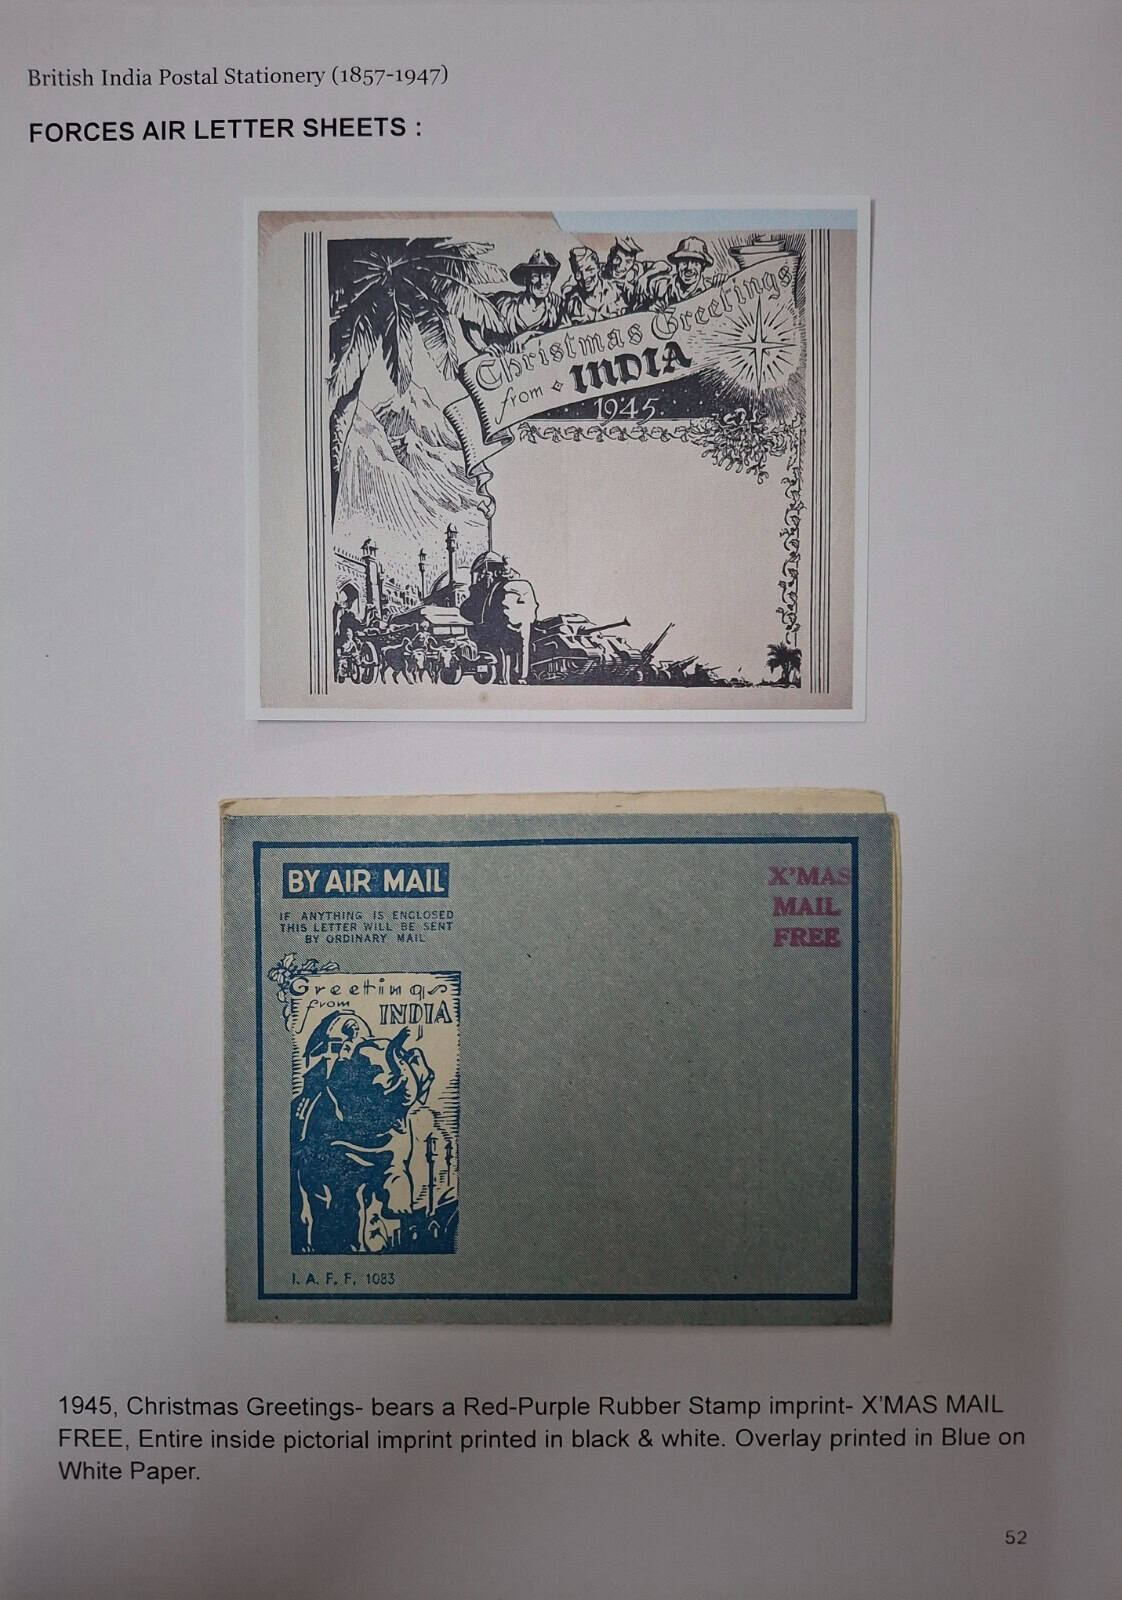 British India Postal Stationery (1857-1947)
FORCES AIR LETTER SHEETS :
Christmas Greetings
from INDIA
1945.
BY AIR MAIL
IF ANYTHING IS ENCLOSED
THIS LETTER WILL BE SENT
BY ORDINARY MAIL
X'MAS
MAIL
FREE
Greetings
from
INDIA
I. A. F. F. 1083
1945, Christmas Greetings- bears a Red-Purple Rubber Stamp imprint- X'MAS MAIL
FREE, Entire inside pictorial imprint printed in black & white. Overlay printed in Blue on
White Paper.
52